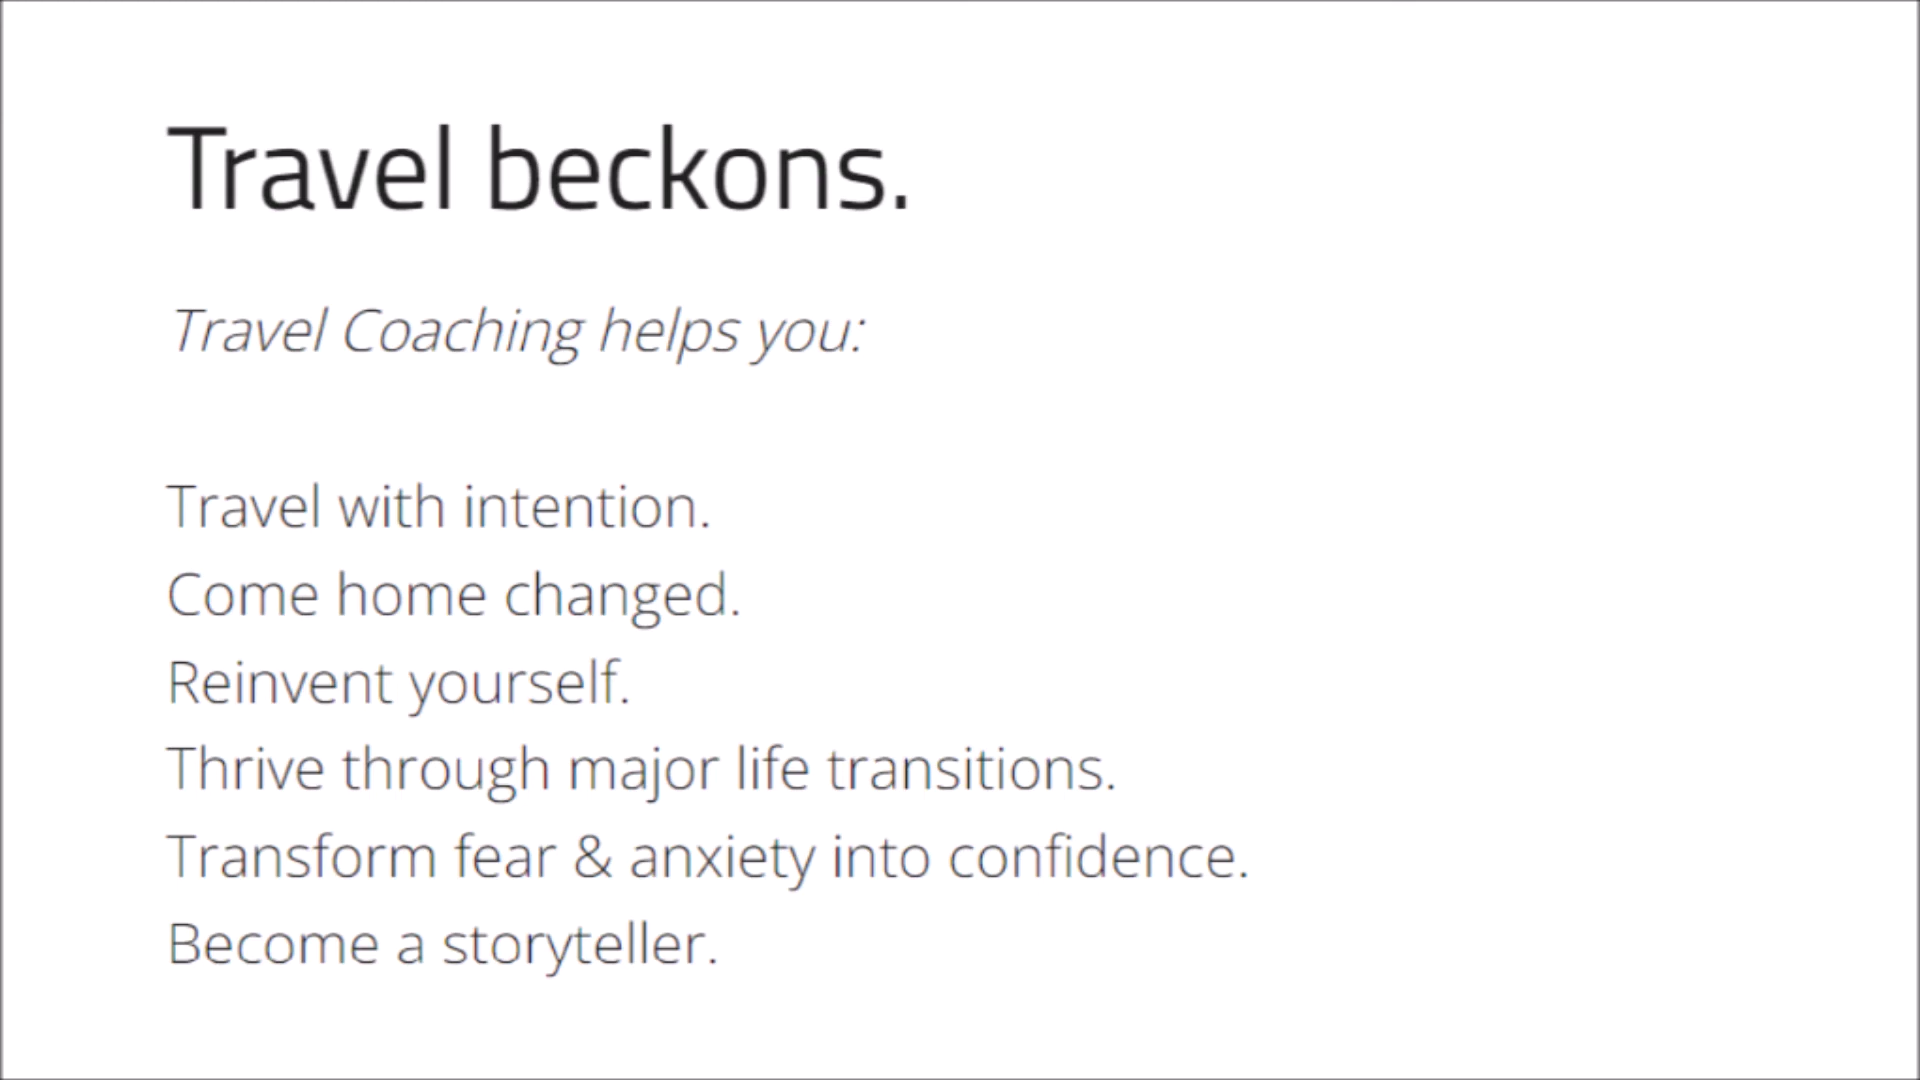 Travel beckons.
Travel Coaching helps you:
Travel with intention.
Come home changed.
Reinvent yourself.
Thrive through major life transitions.
Transform fear & anxiety into confidence.
Become a storyteller.